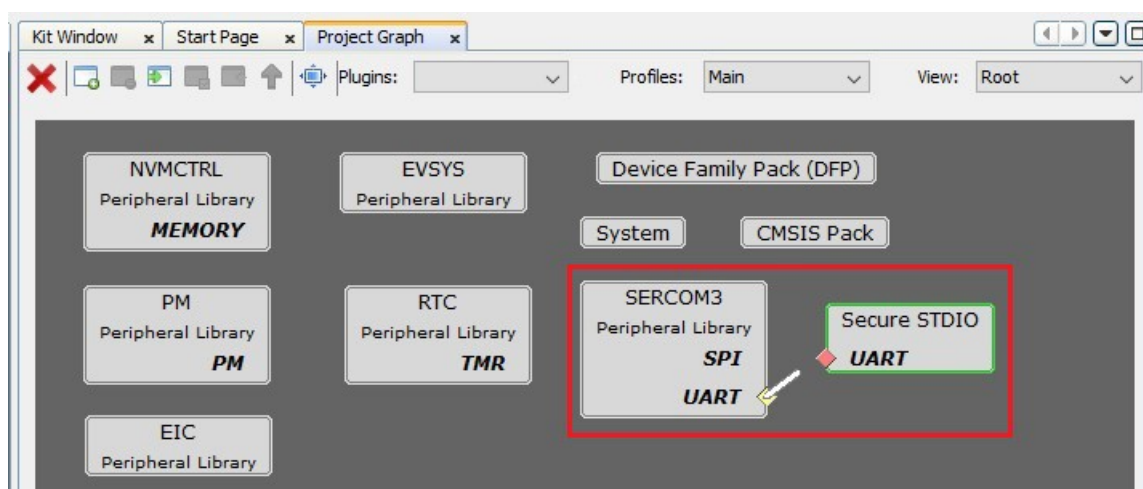 Kit Window x Start Page x Project Graph x
Plugins: Profiles: Main View: Root
NVMCTRL
Peripheral Library
MEMORY
EVSYS
Peripheral Library
Device Family Pack (DFP)
System
CMSIS Pack
PM
Peripheral Library
PM
RTC
Peripheral Library
TMR
SERCOM3
Peripheral Library
SPI
UART
Secure STDIO
UART
EIC
Peripheral Library